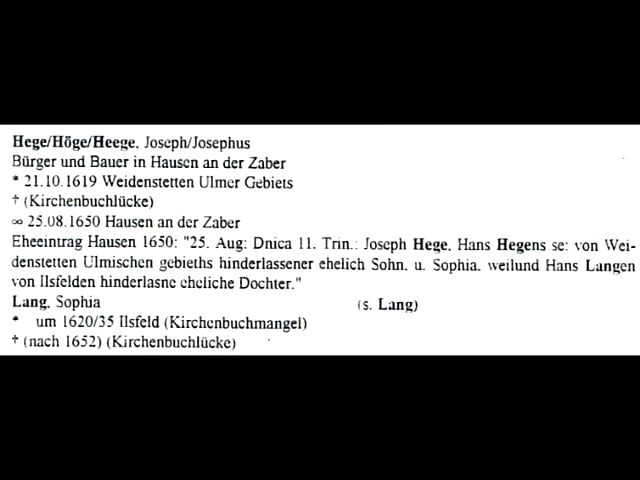 Hege/Höge/Heege, Joseph/Josephus
Bürger und Bauer in Hausen an der Zaber
* 21.10.1619 Weidenstetten Ulmer Gebiets
† (Kirchenbuchlücke)
∞ 25.08.1650 Hausen an der Zaber
Eheeintrag Hausen 1650: "25. Aug: Dnica 11. Trin.: Joseph Hege, Hans Hegens se: von Wei-
denstetten Ulmischen gebieths hinderlassener ehelich Sohn, u. Sophia, weilund Hans Langen
von Ilsfelden hinderlasne eheliche Dochter."
Lang, Sophia (s. Lang)
* um 1620/35 Ilsfeld (Kirchenbuchmangel)
† (nach 1652) (Kirchenbuchlücke)